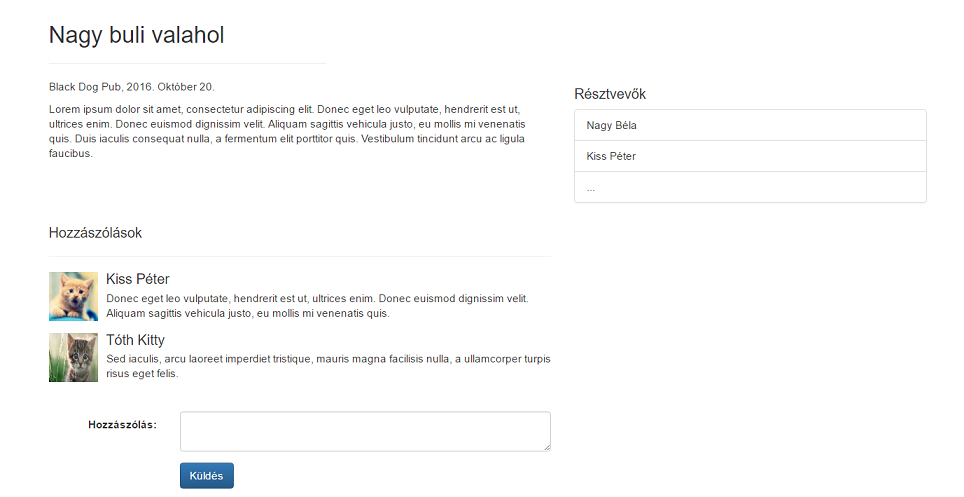 Nagy buli valahol
Black Dog Pub, 2016. Október 20.
Lorem ipsum dolor sit amet, consectetur adipiscing elit. Donec eget leo vulputate, hendrerit est ut,
ultrices enim. Donec euismod dignissim velit. Aliquam sagittis vehicula justo, eu mollis mi venenatis
quis. Duis iaculis consequat nulla, a fermentum elit porttitor quis. Vestibulum tincidunt arcu ac ligula
faucibus.
Résztvevők
Nagy Béla
Kiss Péter
...
Hozzászólások
Kiss Péter
Donec eget leo vulputate, hendrerit est ut, ultrices enim. Donec euismod dignissim velit.
Aliquam sagittis vehicula justo, eu mollis mi venenatis quis.
Tóth Kitty
Sed iaculis, arcu laoreet imperdiet tristique, mauris magna facilisis nulla, a ullamcorper turpis
risus eget felis.
Hozzászólás:
Küldés